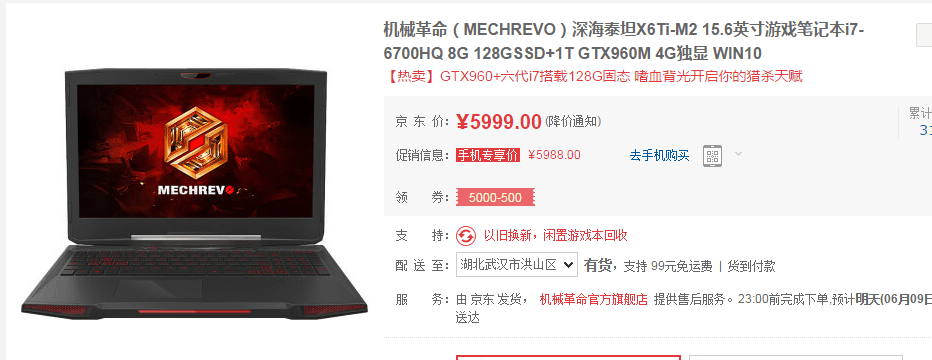 机械革命（MECHREVO）深海泰坦X6Ti-M2 15.6英寸游戏笔记本i7-
6700HQ 8G 128GSSD+1T GTX960M 4G独显 WIN10
【热卖】GTX960+六代i7搭载128G固态 嗜血背光开启你的猎杀天赋
京 东 价： ¥5999.00 (降价通知) 累计
促销信息： 手机专享价 ¥5988.00 去手机购买
领 券： 5000-500
MECHREVO
支 持： 以旧换新，闲置游戏本回收
配 送 至： 湖北武汉市洪山区 有货，支持 99元免运费 | 货到付款
服 务： 由 京东 发货， 机械革命官方旗舰店 提供售后服务。23:00前完成下单,预计明天(06月09日
送达